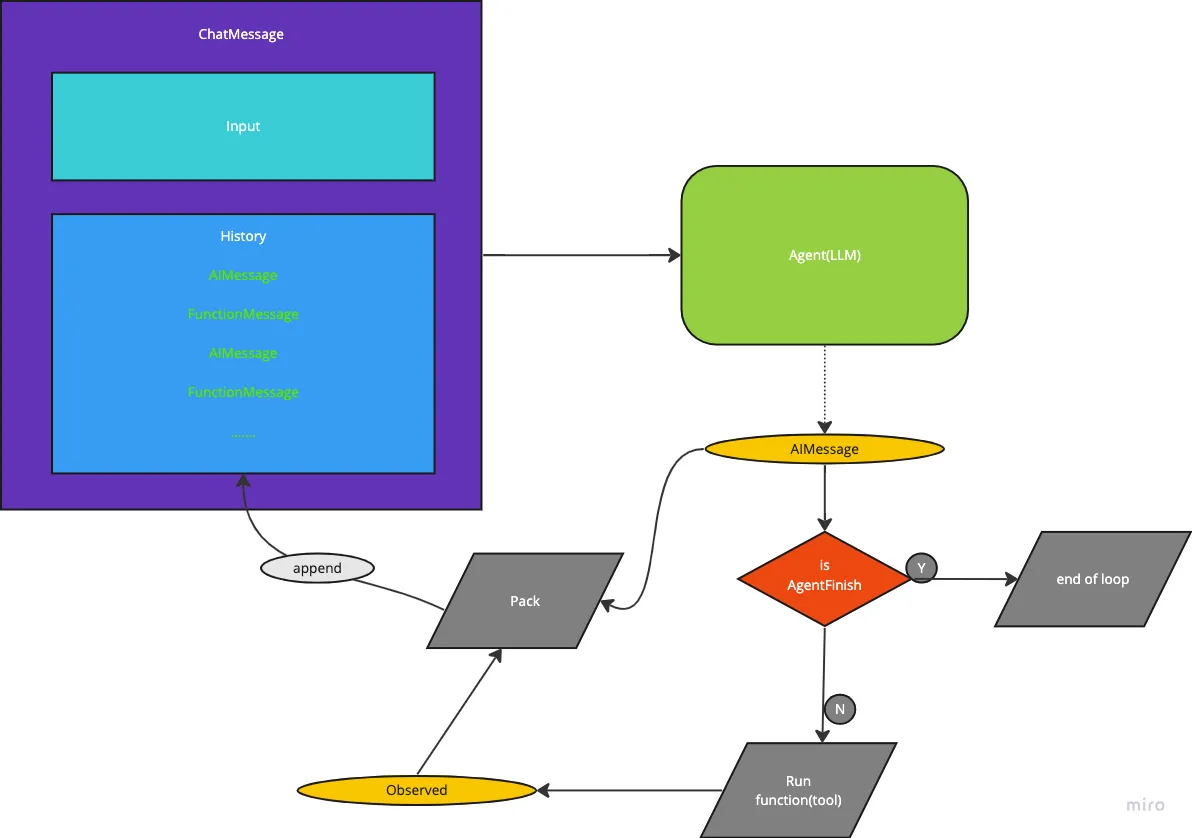 ChatMessage
Input
History
AIMessage
FunctionMessage
AIMessage
FunctionMessage
.......
Agent(LLM)
AIMessage
is
AgentFinish
Y
end of loop
append
Pack
N
Observed
Run
function(tool)
miro